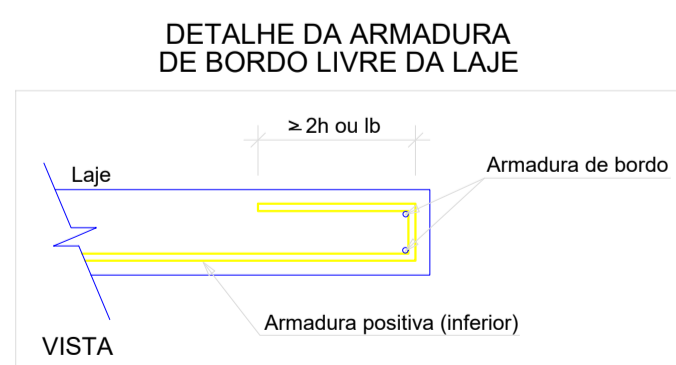 DETALHE DA ARMADURA
DE BORDO LIVRE DA LAJE
≥ 2h ou lb
Laje
Armadura de bordo
Armadura positiva (inferior)
VISTA